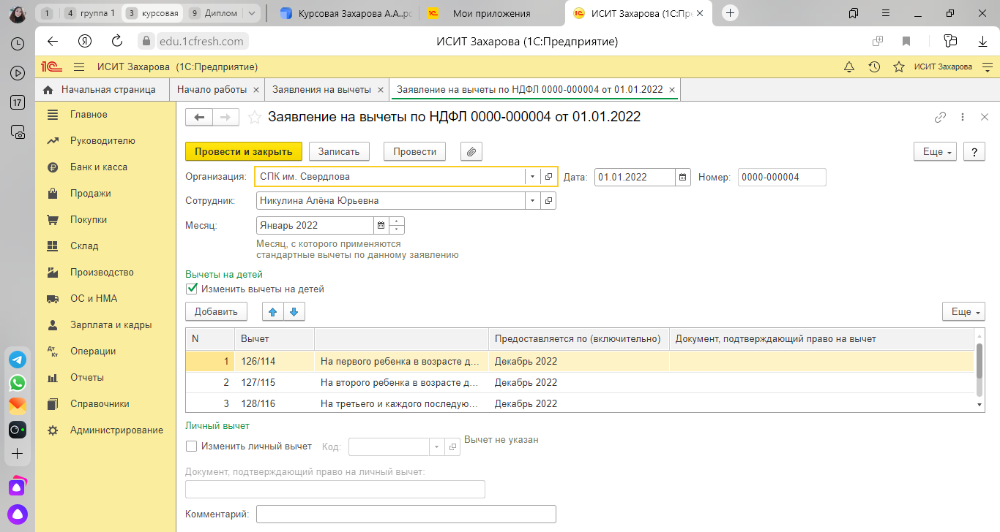 1 4 группа 1 3 курсовая 9 Диплом Курсовая Захарова А.А..рс Мои приложения ИСИТ Захарова (1С:Пре
edu.1cfresh.com ИСИТ Захарова (1С:Предприятие)
1С ИСИТ Захарова (1С:Предприятие) ИСИТ Захарова
Начальная страница Начало работы × Заявления на вычеты × Заявление на вычеты по НДФЛ 0000-000004 от 01.01.2022 ×
17
Главное
Руководителю
Банк и касса
Продажи
Покупки
Склад
Производство
ОС и НМА
Зарплата и кадры
Дт Кт Операции
Отчеты
Справочники
Администрирование
Заявление на вычеты по НДФЛ 0000-000004 от 01.01.2022
Провести и закрыть Записать Провести Еще ?
Организация: СПК им. Свердлова Дата: 01.01.2022 Номер: 0000-000004
Сотрудник: Никулина Алёна Юрьевна
Месяц: Январь 2022
Месяц, с которого применяются
стандартные вычеты по данному заявлению
Вычеты на детей
Изменить вычеты на детей
Добавить Еще
N Вычет Предоставляется по (включительно) Документ, подтверждающий право на вычет
1 126/114 На первого ребенка в возрасте д... Декабрь 2022
2 127/115 На второго ребенка в возрасте д... Декабрь 2022
3 128/116 На третьего и каждого последую... Декабрь 2022
Личный вычет
Изменить личный вычет Код: Вычет не указан
Документ, подтверждающий право на личный вычет:
Комментарий: